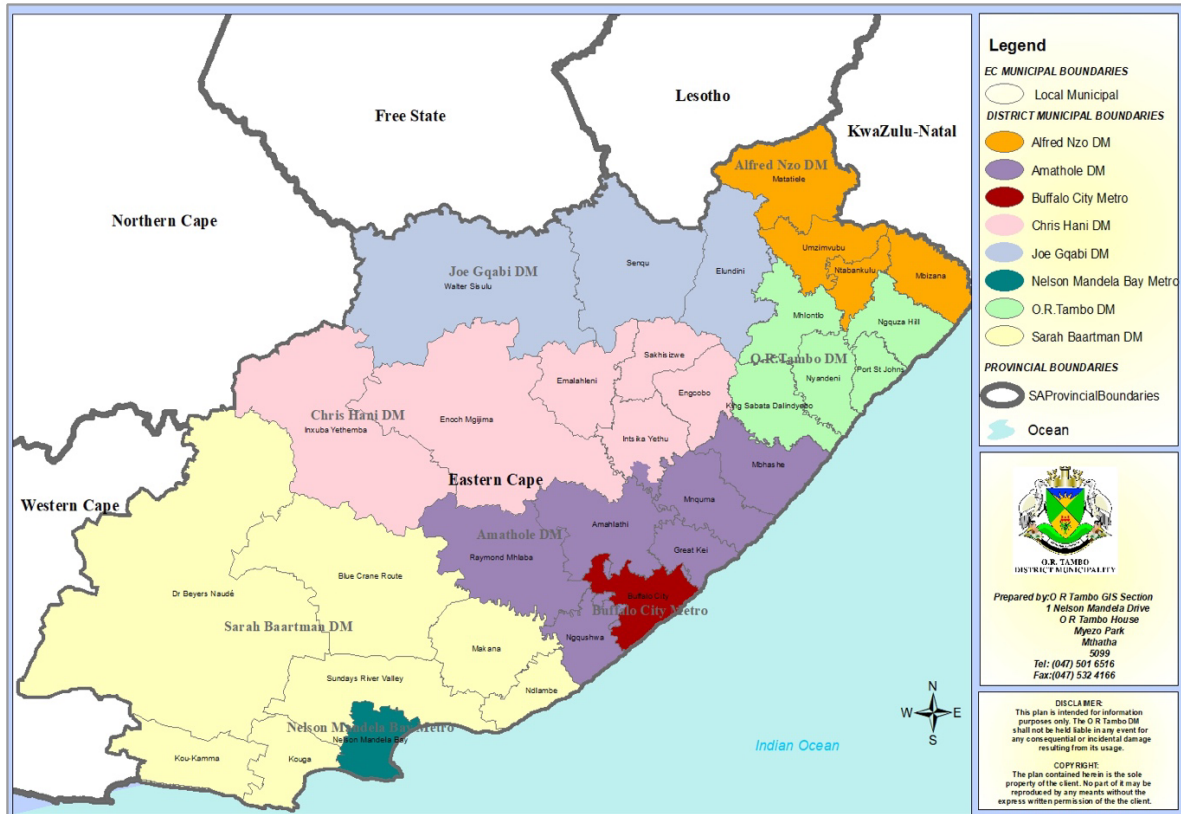 Free State
Lesotho
KwaZulu-Natal
Northern Cape
Western Cape
Eastern Cape
Alfred Nzo DM
Matatiele
Umzimvubu
Ntabankulu
Mbizana
Joe Gqabi DM
Walter Sisulu
Senqu
Elundini
Mhlontlo
Ngquza Hill
O.R.Tambo DM
Nyandeni
Port St Johns
King Sabata Dalindyebo
Sakhisizwe
Emalahleni
Engcobo
Chris Hani DM
Inxuba Yethemba
Enoch Mgijima
Intsika Yethu
Mbhashe
Mnquma
Amathole DM
Amahlathi
Great Kei
Raymond Mhlaba
Buffalo City
Buffalo City Metro
Ngqushwa
Blue Crane Route
Dr Beyers Naudé
Sarah Baartman DM
Makana
Ndlambe
Sundays River Valley
Nelson Mandela Bay Metro
Nelson Mandela Bay
Kou-Kamma
Kouga
Indian Ocean
N
W E
S
Legend
EC MUNICIPAL BOUNDARIES
Local Municipal
DISTRICT MUNICIPAL BOUNDARIES
Alfred Nzo DM
Amathole DM
Buffalo City Metro
Chris Hani DM
Joe Gqabi DM
Nelson Mandela Bay Metro
O.R.Tambo DM
Sarah Baartman DM
PROVINCIAL BOUNDARIES
SAProvincialBoundaries
Ocean
O.R. TAMBO
DISTRICT MUNICIPALITY
Prepared by:O R Tambo GIS Section
1 Nelson Mandela Drive
O R Tambo House
Myezo Park
Mthatha
5099
Tel: (047) 501 6516
Fax:(047) 532 4166
DISCLAIMER:
This plan is intended for information
purposes only. The O R Tambo DM
shall not be held liable in any event for
any consequential or incidental damage
resulting from its usage.
COPYRIGHT:
The plan contained herein is the sole
property of the client. No part of it may be
reproduced by any means without the
express written permission of the the client.